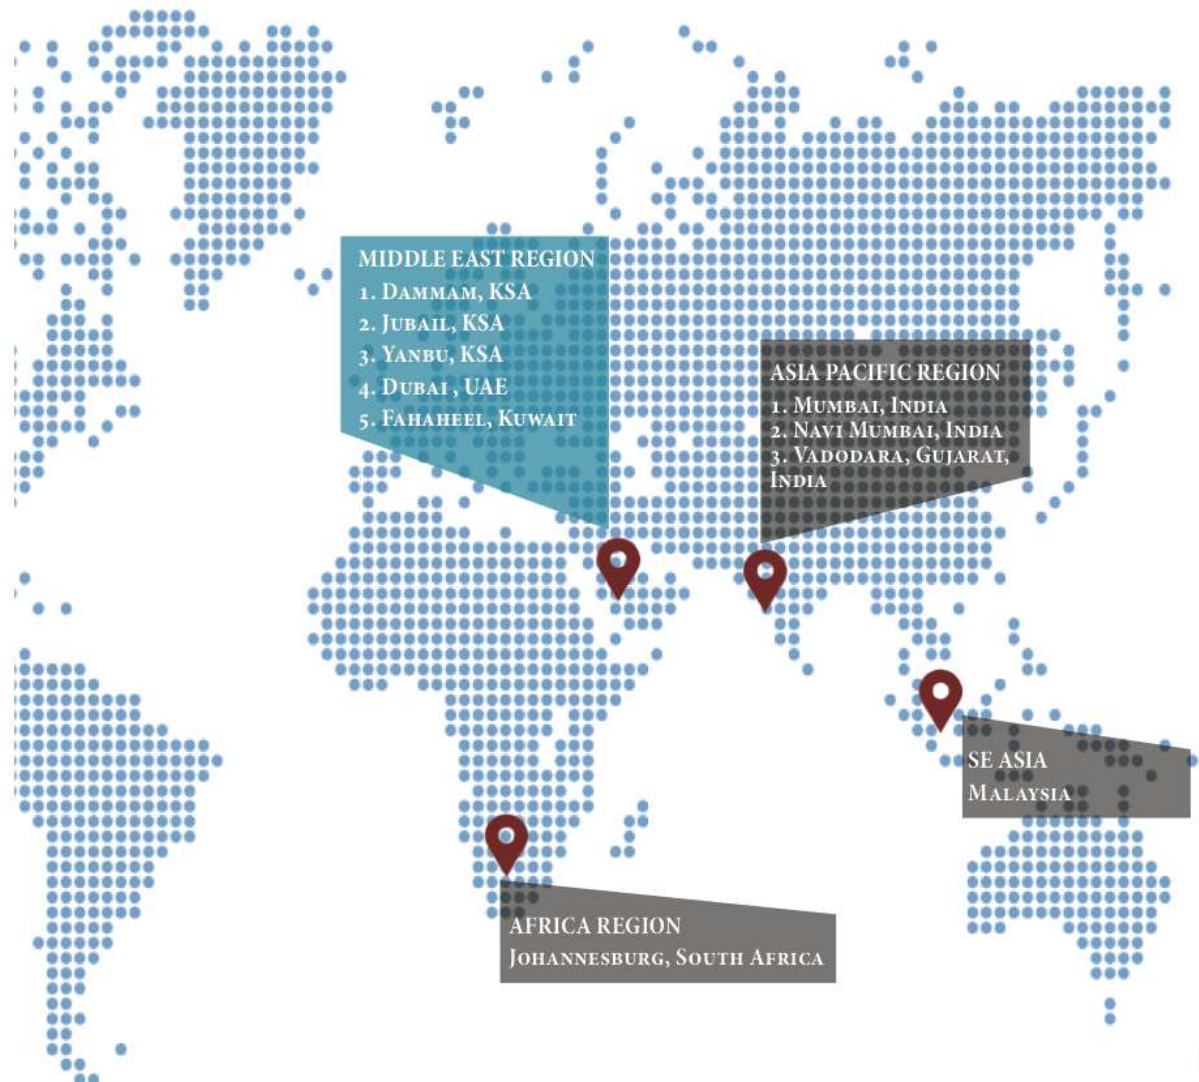 MIDDLE EAST REGION
1. Dammam, KSA
2. Jubail, KSA
3. Yanbu, KSA
4. Dubai , UAE
5. Fahaheel, Kuwait
ASIA PACIFIC REGION
1. Mumbai, India
2. Navi Mumbai, India
3. Vadodara, Gujarat,
India
SE ASIA
Malaysia
AFRICA REGION
Johannesburg, South Africa